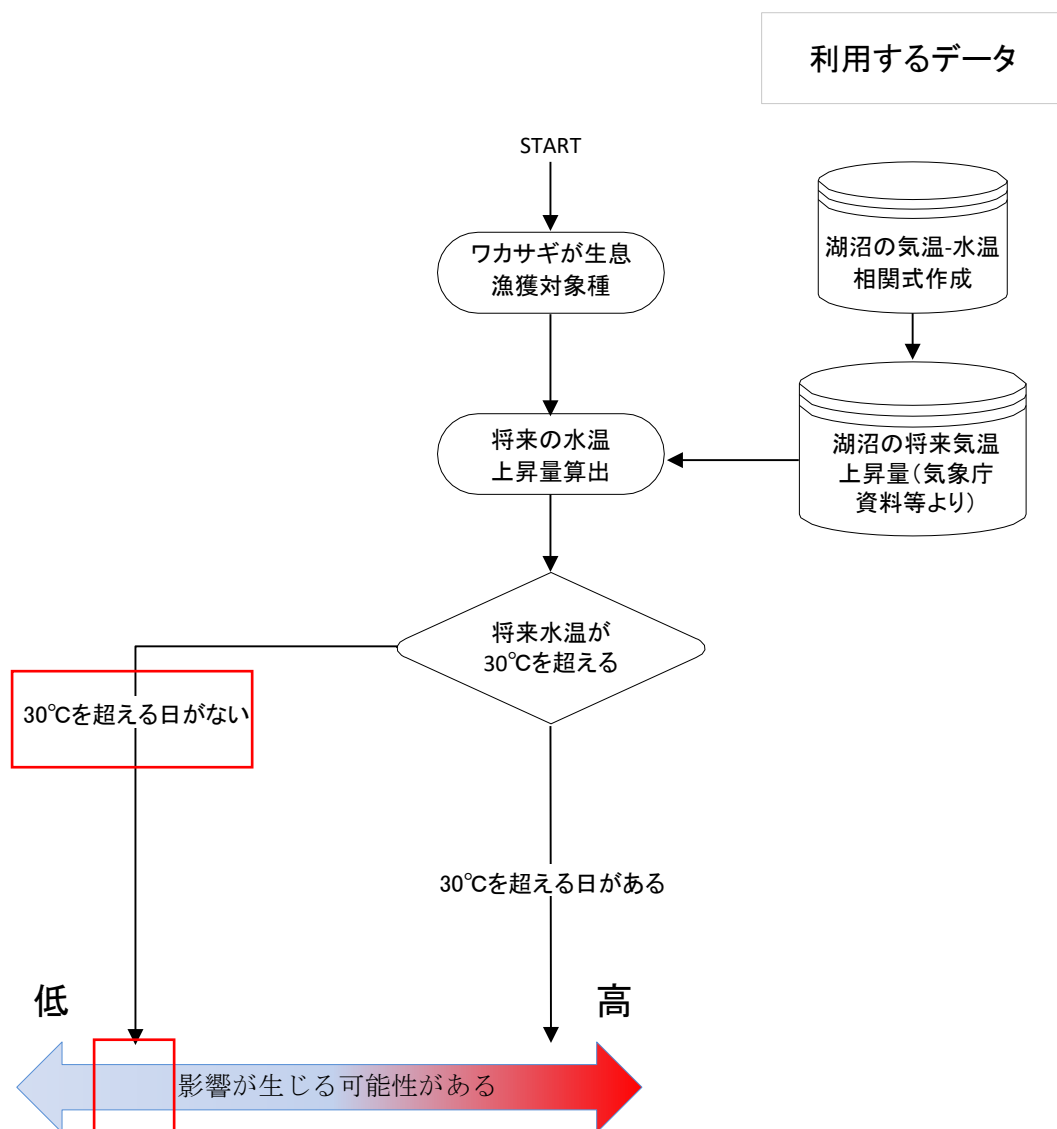 利用するデータ
START
ワカサギが生息
漁獲対象種
湖沼の気温-水温
相関式作成
将来の水温
上昇量算出
湖沼の将来気温
上昇量(気象庁
資料等より)
将来水温が
30℃を超える
30℃を超える日がない
30℃を超える日がある
低
高
影響が生じる可能性がある